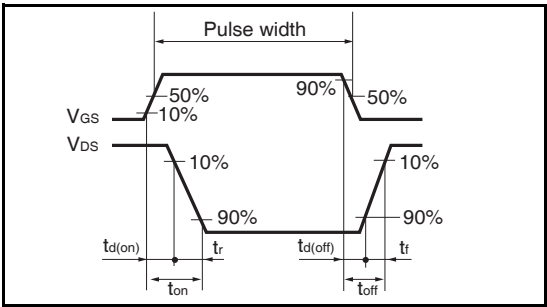 Pulse width
50%
10%
90%
50%
VGS
VDS
10%
90%
10%
90%
td(on)
tr
td(off)
tf
ton
toff